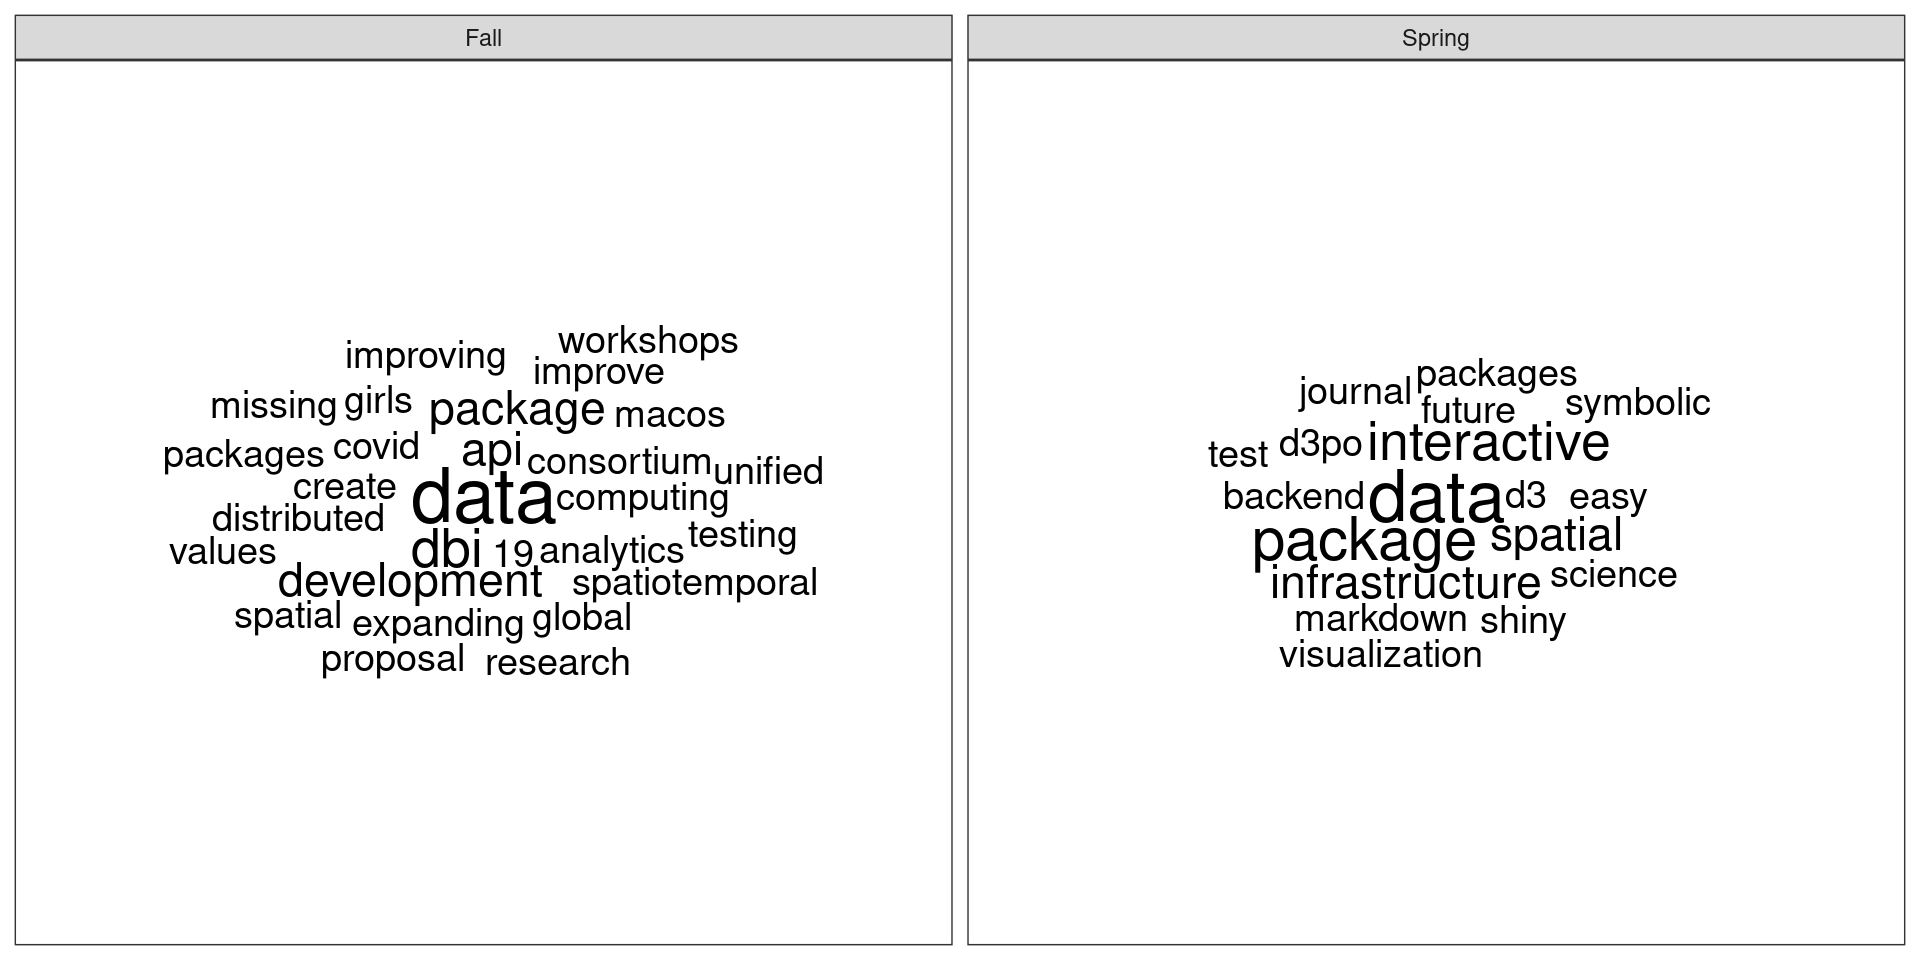 Fall
workshops
improving
improve
missing girls package macos
packages covid api consortium unified
create data computing
distributed
values dbi 19 analytics testing
development spatiotemporal
spatial expanding global
proposal research
Spring
journal packages
future symbolic
test d3po interactive
backend data d3 easy
package spatial
infrastructure science
markdown shiny
visualization